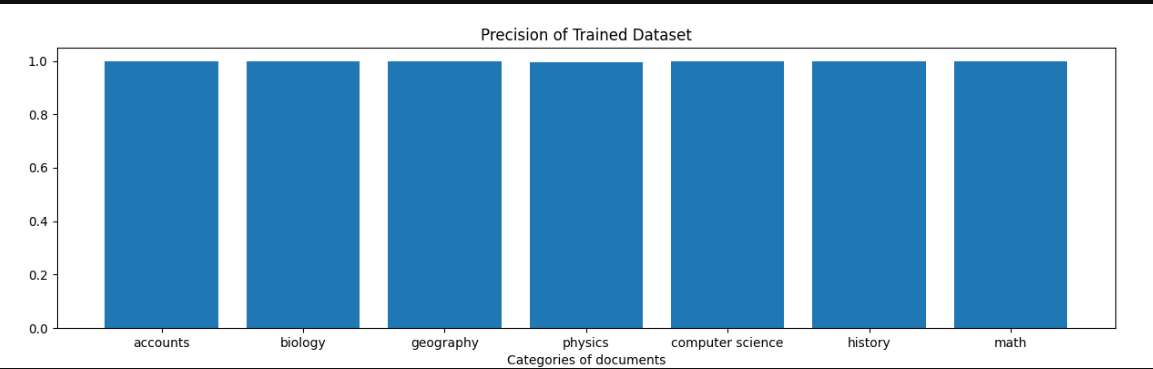 Precision of Trained Dataset
1.0
0.8
0.6
0.4
0.2
0.0
accounts biology geography physics computer science history math
Categories of documents